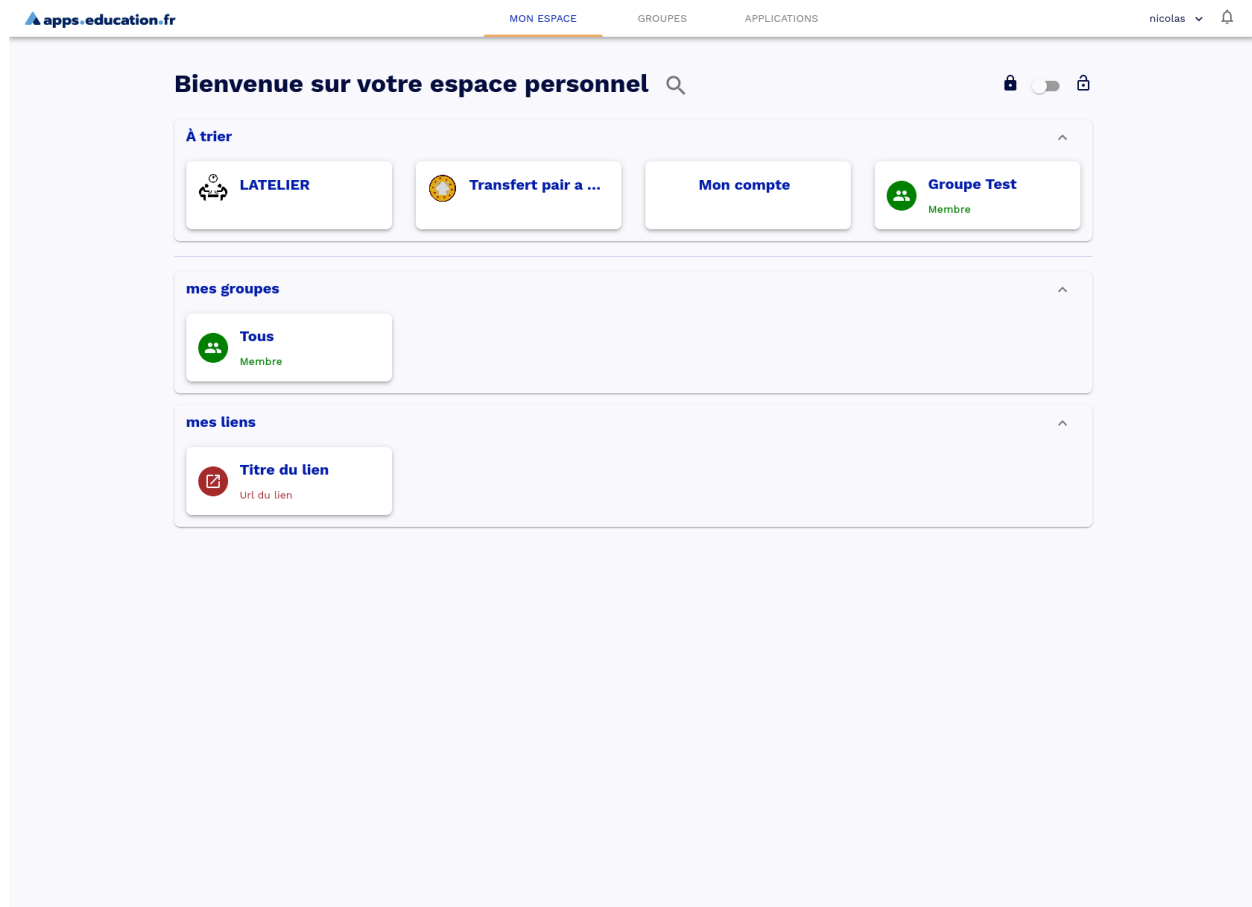 apps.education.fr
MON ESPACE
GROUPES
APPLICATIONS
nicolas
Bienvenue sur votre espace personnel
À trier
LATELIER
Transfert pair a ...
Mon compte
Groupe Test
Membre
mes groupes
Tous
Membre
mes liens
Titre du lien
Url du lien